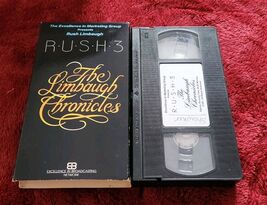 The Excellence in Marketing Group
Presents
Rush Limbaugh
R·U·S·H·3
The
Limbaugh
Chronicles
EIB
EXCELLENCE IN BROADCASTING
NETWORK
R·U·S·H·3
The
Limbaugh
Chronicles